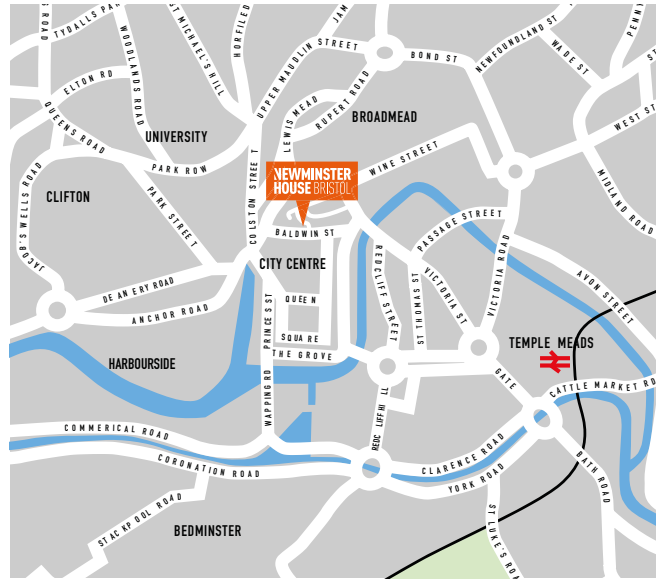 ROAD
TYDALLS PAR
ST MICHAEL'S HILL
HORFILED
JAM
PENN
UPPER MAUDLIN STREET
BOND ST
NEWFOUNDLAND ST
WADE ST
WOODLANDS ROAD
ELTON RD
QUEENS ROAD
UNIVERSITY
LEWIS MEAD
RUPERT ROAD
BROADMEAD
WEST ST
PARK ROW
WINE STREET
MIDLAND ROAD
CLIFTON
PARK STREET
COLSTON STREET
NEWMINSTER
HOUSE BRISTOL
JACOB'S WELLS ROAD
BALDWIN ST
PASSAGE STREET
CITY CENTRE
REDCLIFF STREET
ST THOMAS ST
VICTORIA ST
VICTORIA ROAD
AVON STREET
DEANERY ROAD
ANCHOR ROAD
PRINCES ST
QUEEN
SQUARE
THE GROVE
TEMPLE MEADS
HARBOURSIDE
WAPPING RD
REDCLIFF HILL
GATE
CATTLE MARKET RO
COMMERICAL ROAD
CORONATION ROAD
CLARENCE ROAD
YORK ROAD
BATH ROAD
STACKPOOL ROAD
BEDMINSTER
ST LUKE'S ROA